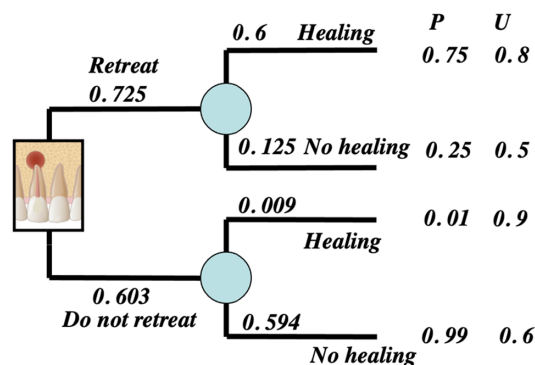 P U
0.6 Healing
0.75 0.8
Retreat
0.725
0.125 No healing 0.25 0.5
0.009
0.01 0.9
Healing
0.603
Do not retreat
0.594
0.99 0.6
No healing